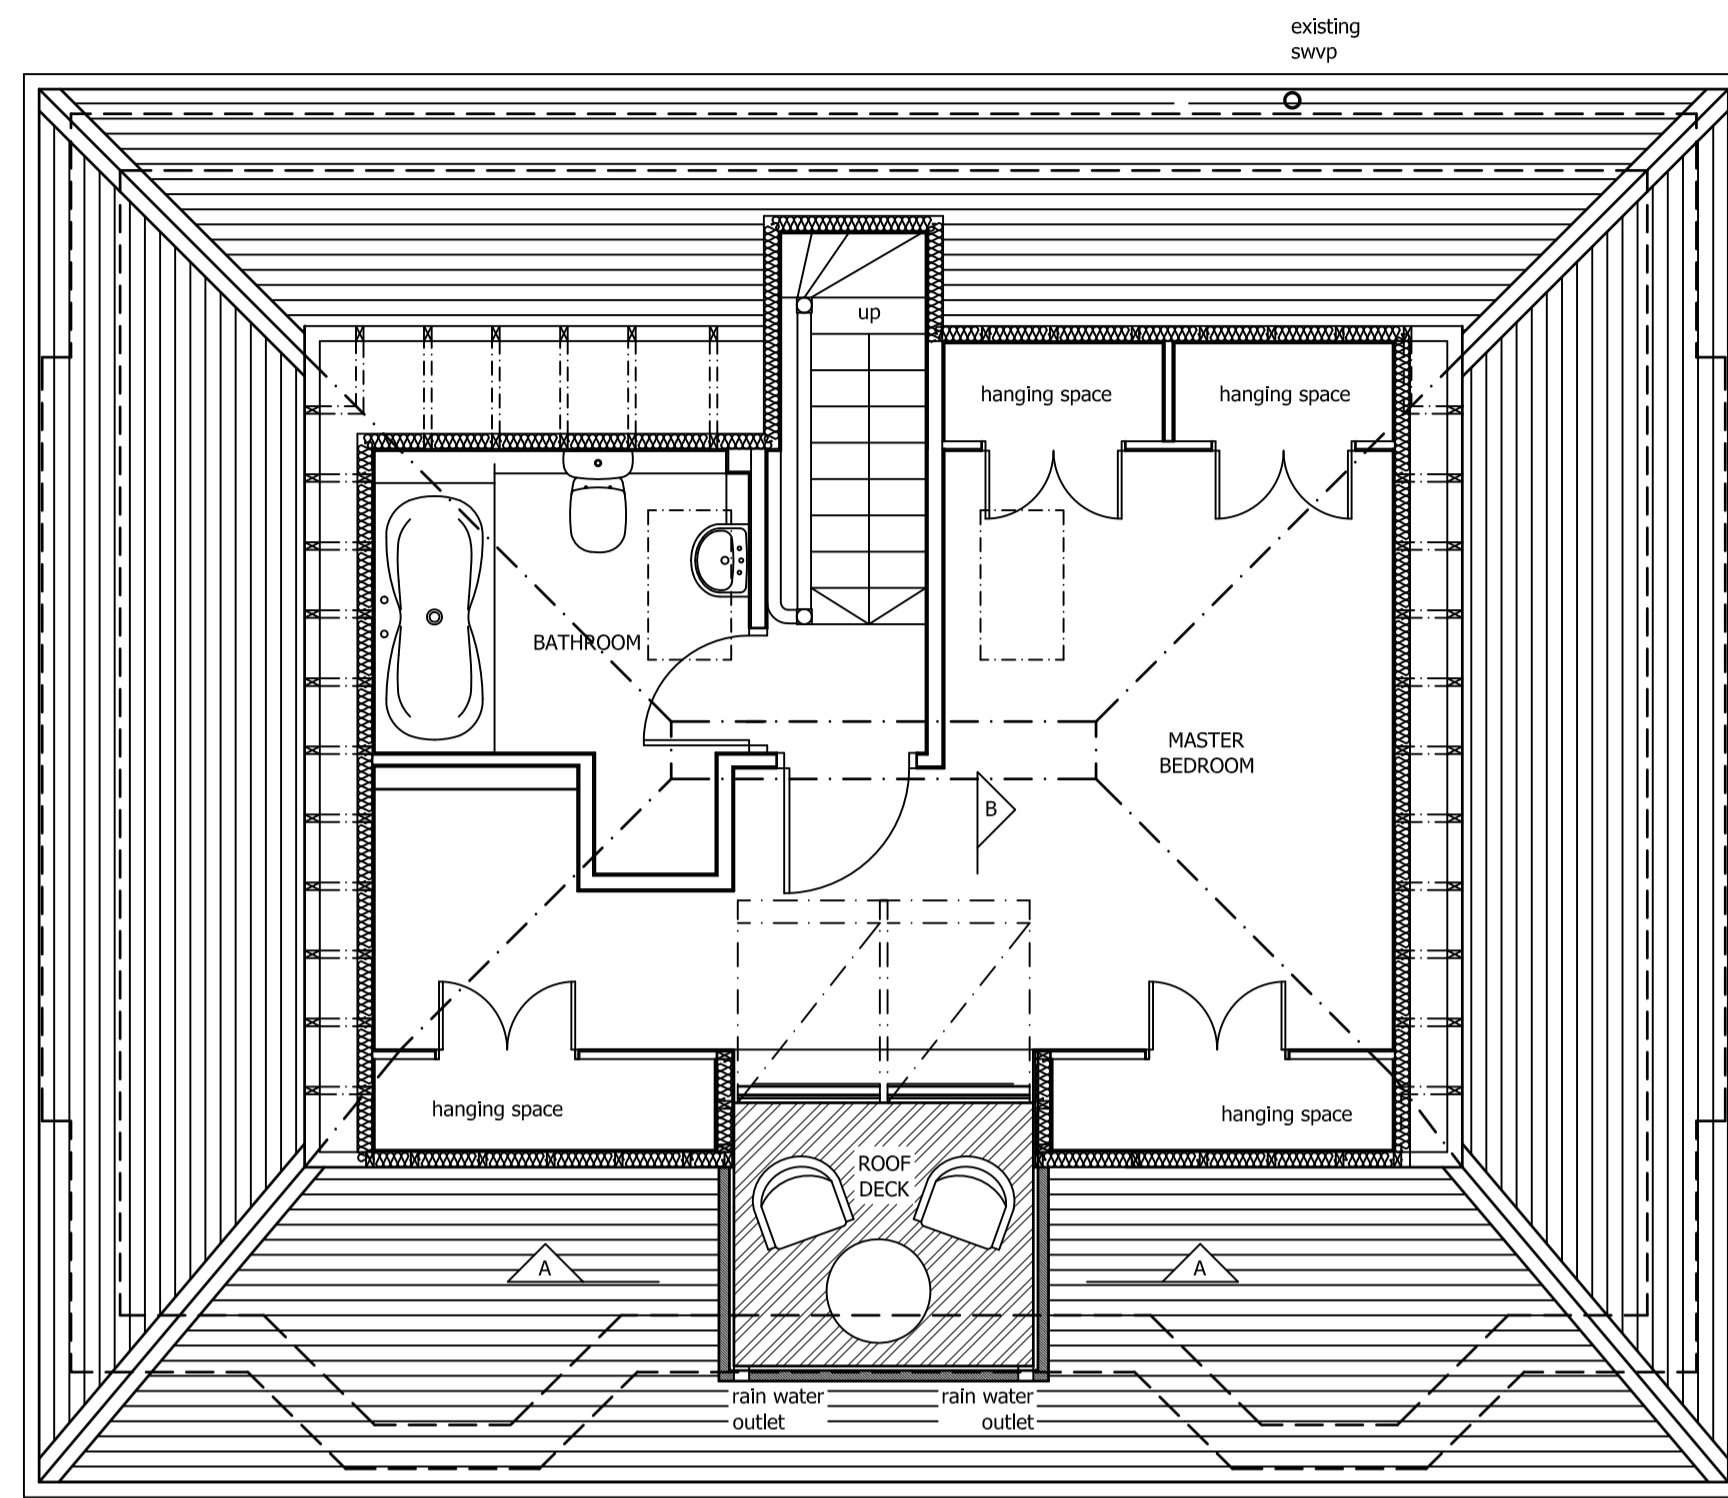 existing
swvp
up
hanging space
hanging space
BATHROOM
MASTER
BEDROOM
B
hanging space
hanging space
ROOF
DECK
A
A
rain water
outlet
rain water
outlet